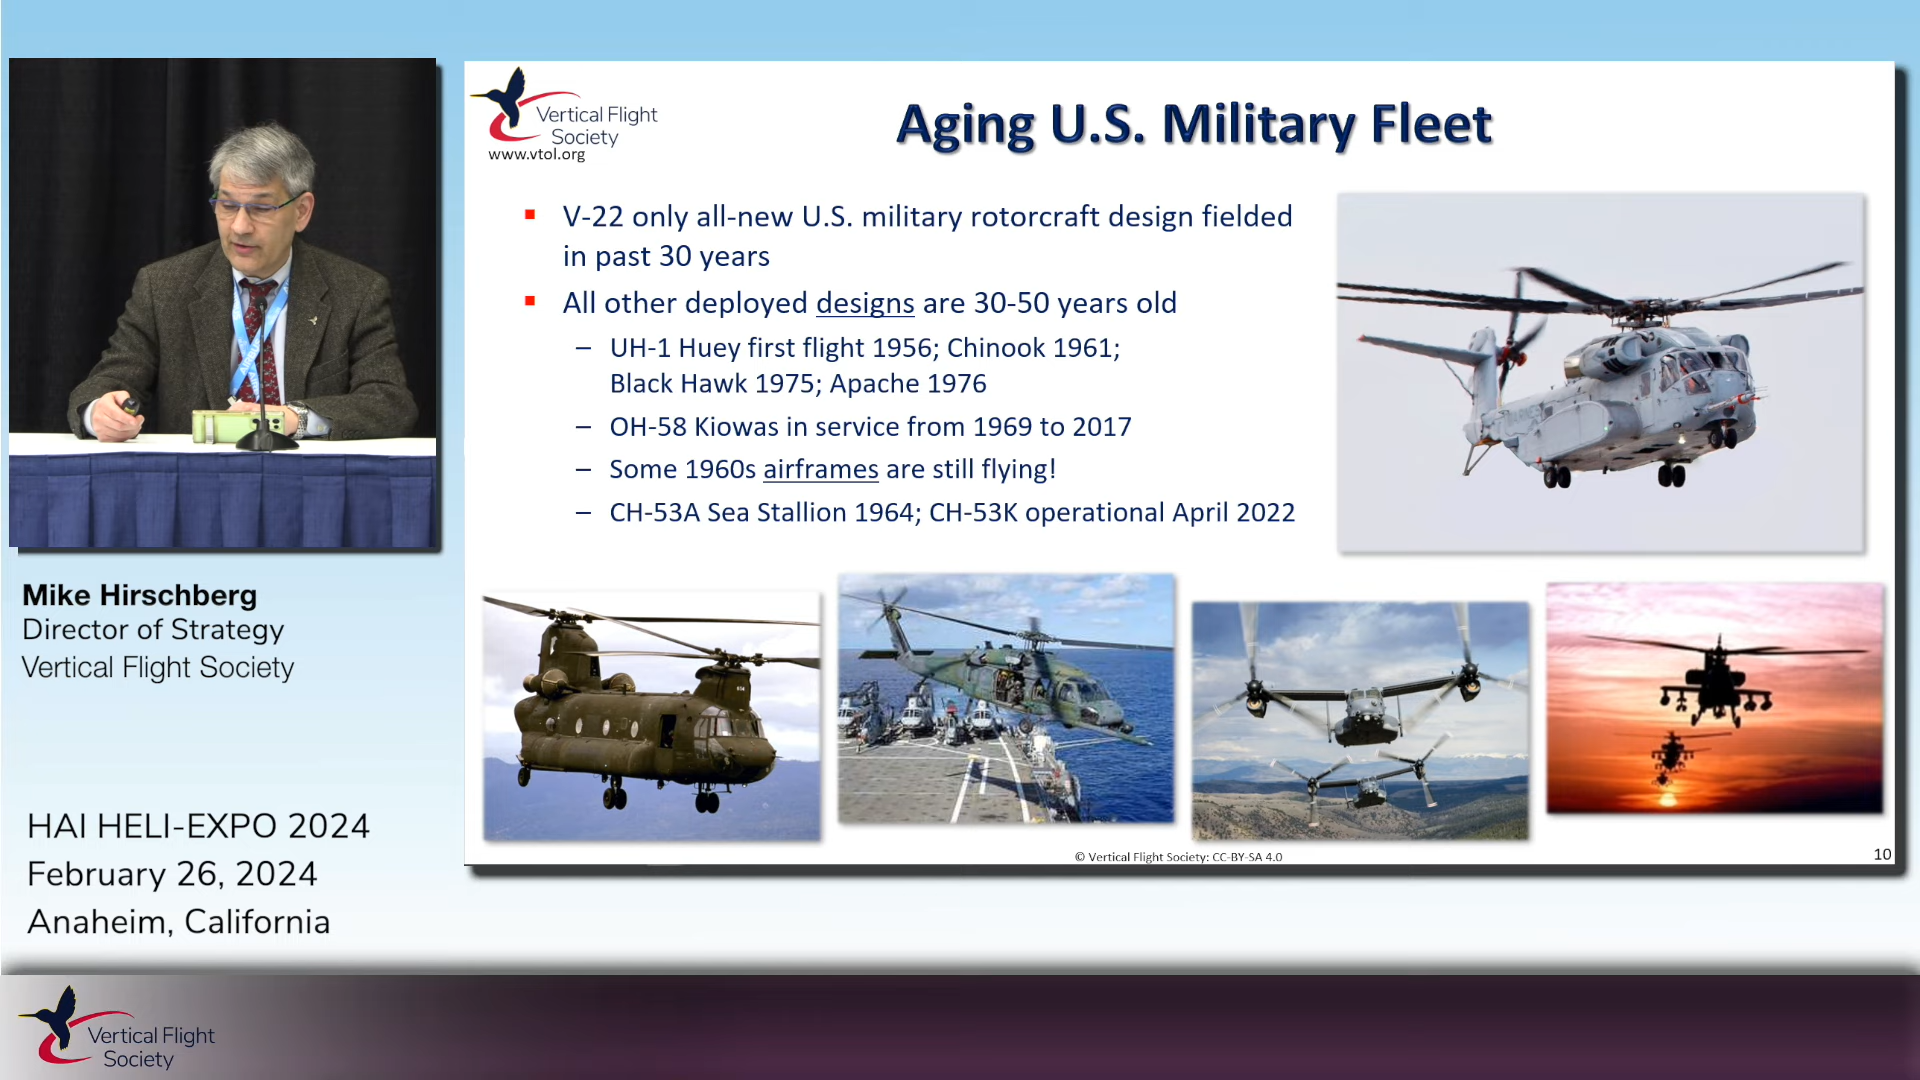 Vertical Flight
Society
www.vtol.org
Aging U.S. Military Fleet
V-22 only all-new U.S. military rotorcraft design fielded
in past 30 years
All other deployed designs are 30-50 years old
– UH-1 Huey first flight 1956; Chinook 1961;
Black Hawk 1975; Apache 1976
– OH-58 Kiowas in service from 1969 to 2017
– Some 1960s airframes are still flying!
– CH-53A Sea Stallion 1964; CH-53K operational April 2022
© Vertical Flight Society: CC-BY-SA 4.0
10
Mike Hirschberg
Director of Strategy
Vertical Flight Society
HAI HELI-EXPO 2024
February 26, 2024
Anaheim, California
Vertical Flight
Society